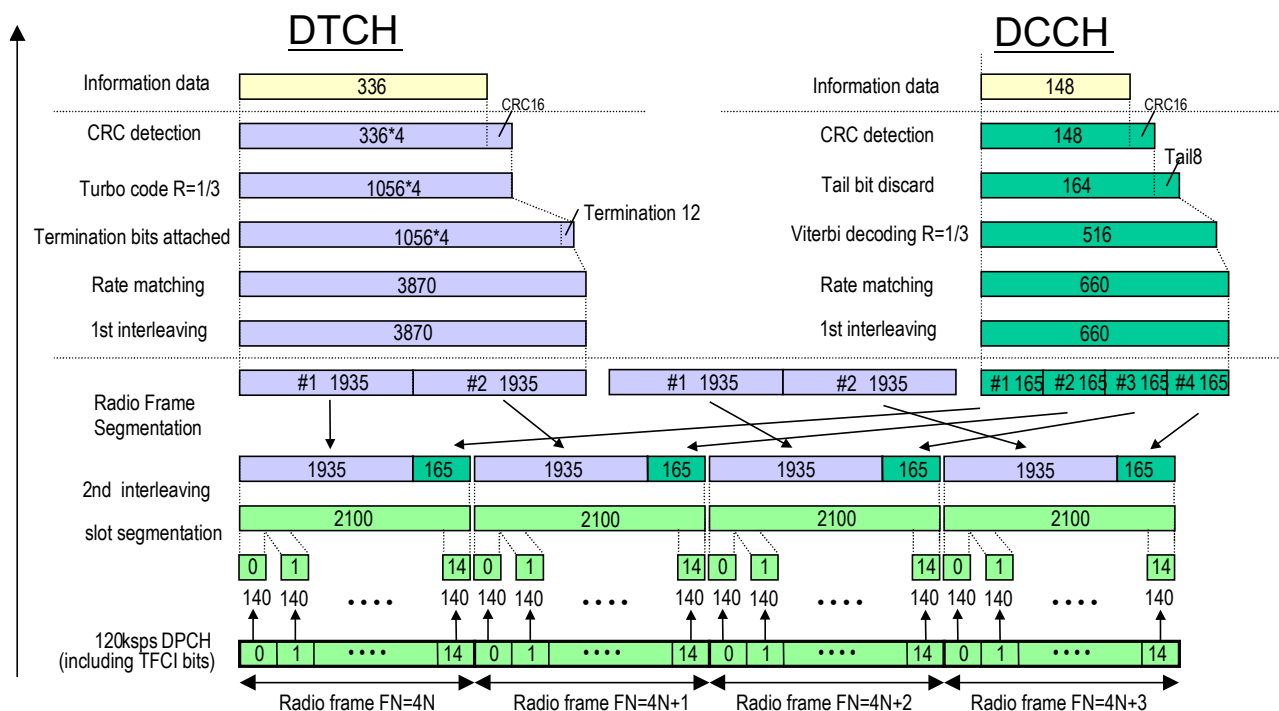 DTCH
DCCH
Information data
336
Information data
148
CRC16
CRC16
CRC detection
336*4
CRC detection
148
Tail8
Turbo code R=1/3
1056*4
Tail bit discard
164
Termination 12
Termination bits attached
1056*4
Viterbi decoding R=1/3
516
Rate matching
3870
Rate matching
660
1st interleaving
3870
1st interleaving
660
#1 1935 #2 1935 #1 1935 #2 1935 #1 165 #2 165 #3 165 #4 165
Radio Frame
Segmentation
1935 165 1935 165 1935 165 1935 165
2nd interleaving
2100 2100 2100 2100
slot segmentation
0 1 14 0 1 14 0 1 14 0 1 14
140 140 •••• 140 140 140 •••• 140 140 140 •••• 140 140 140 •••• 140
120ksps DPCH
(including TFCI bits)
0 1 •••• 14 0 1 •••• 14 0 1 •••• 14 0 1 •••• 14
Radio frame FN=4N Radio frame FN=4N+1 Radio frame FN=4N+2 Radio frame FN=4N+3